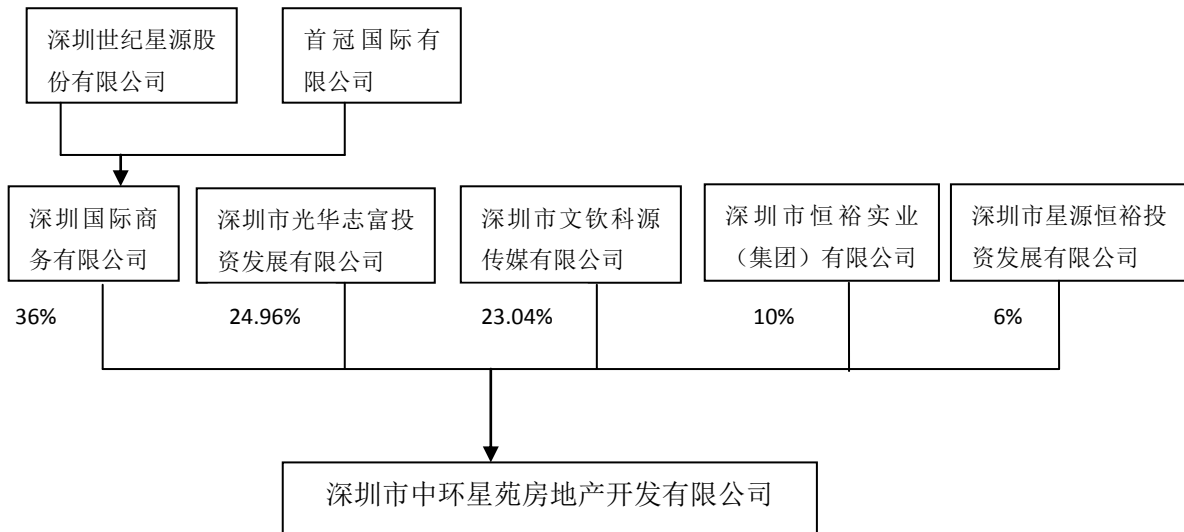 深圳世纪星源股
份有限公司
首冠国际有
限公司
深圳国际商
务有限公司
深圳市光华志富投
资发展有限公司
深圳市文钦科源
传媒有限公司
深圳市恒裕实业
（集团）有限公司
深圳市星源恒裕投
资发展有限公司
36%
24.96%
23.04%
10%
6%
深圳市中环星苑房地产开发有限公司